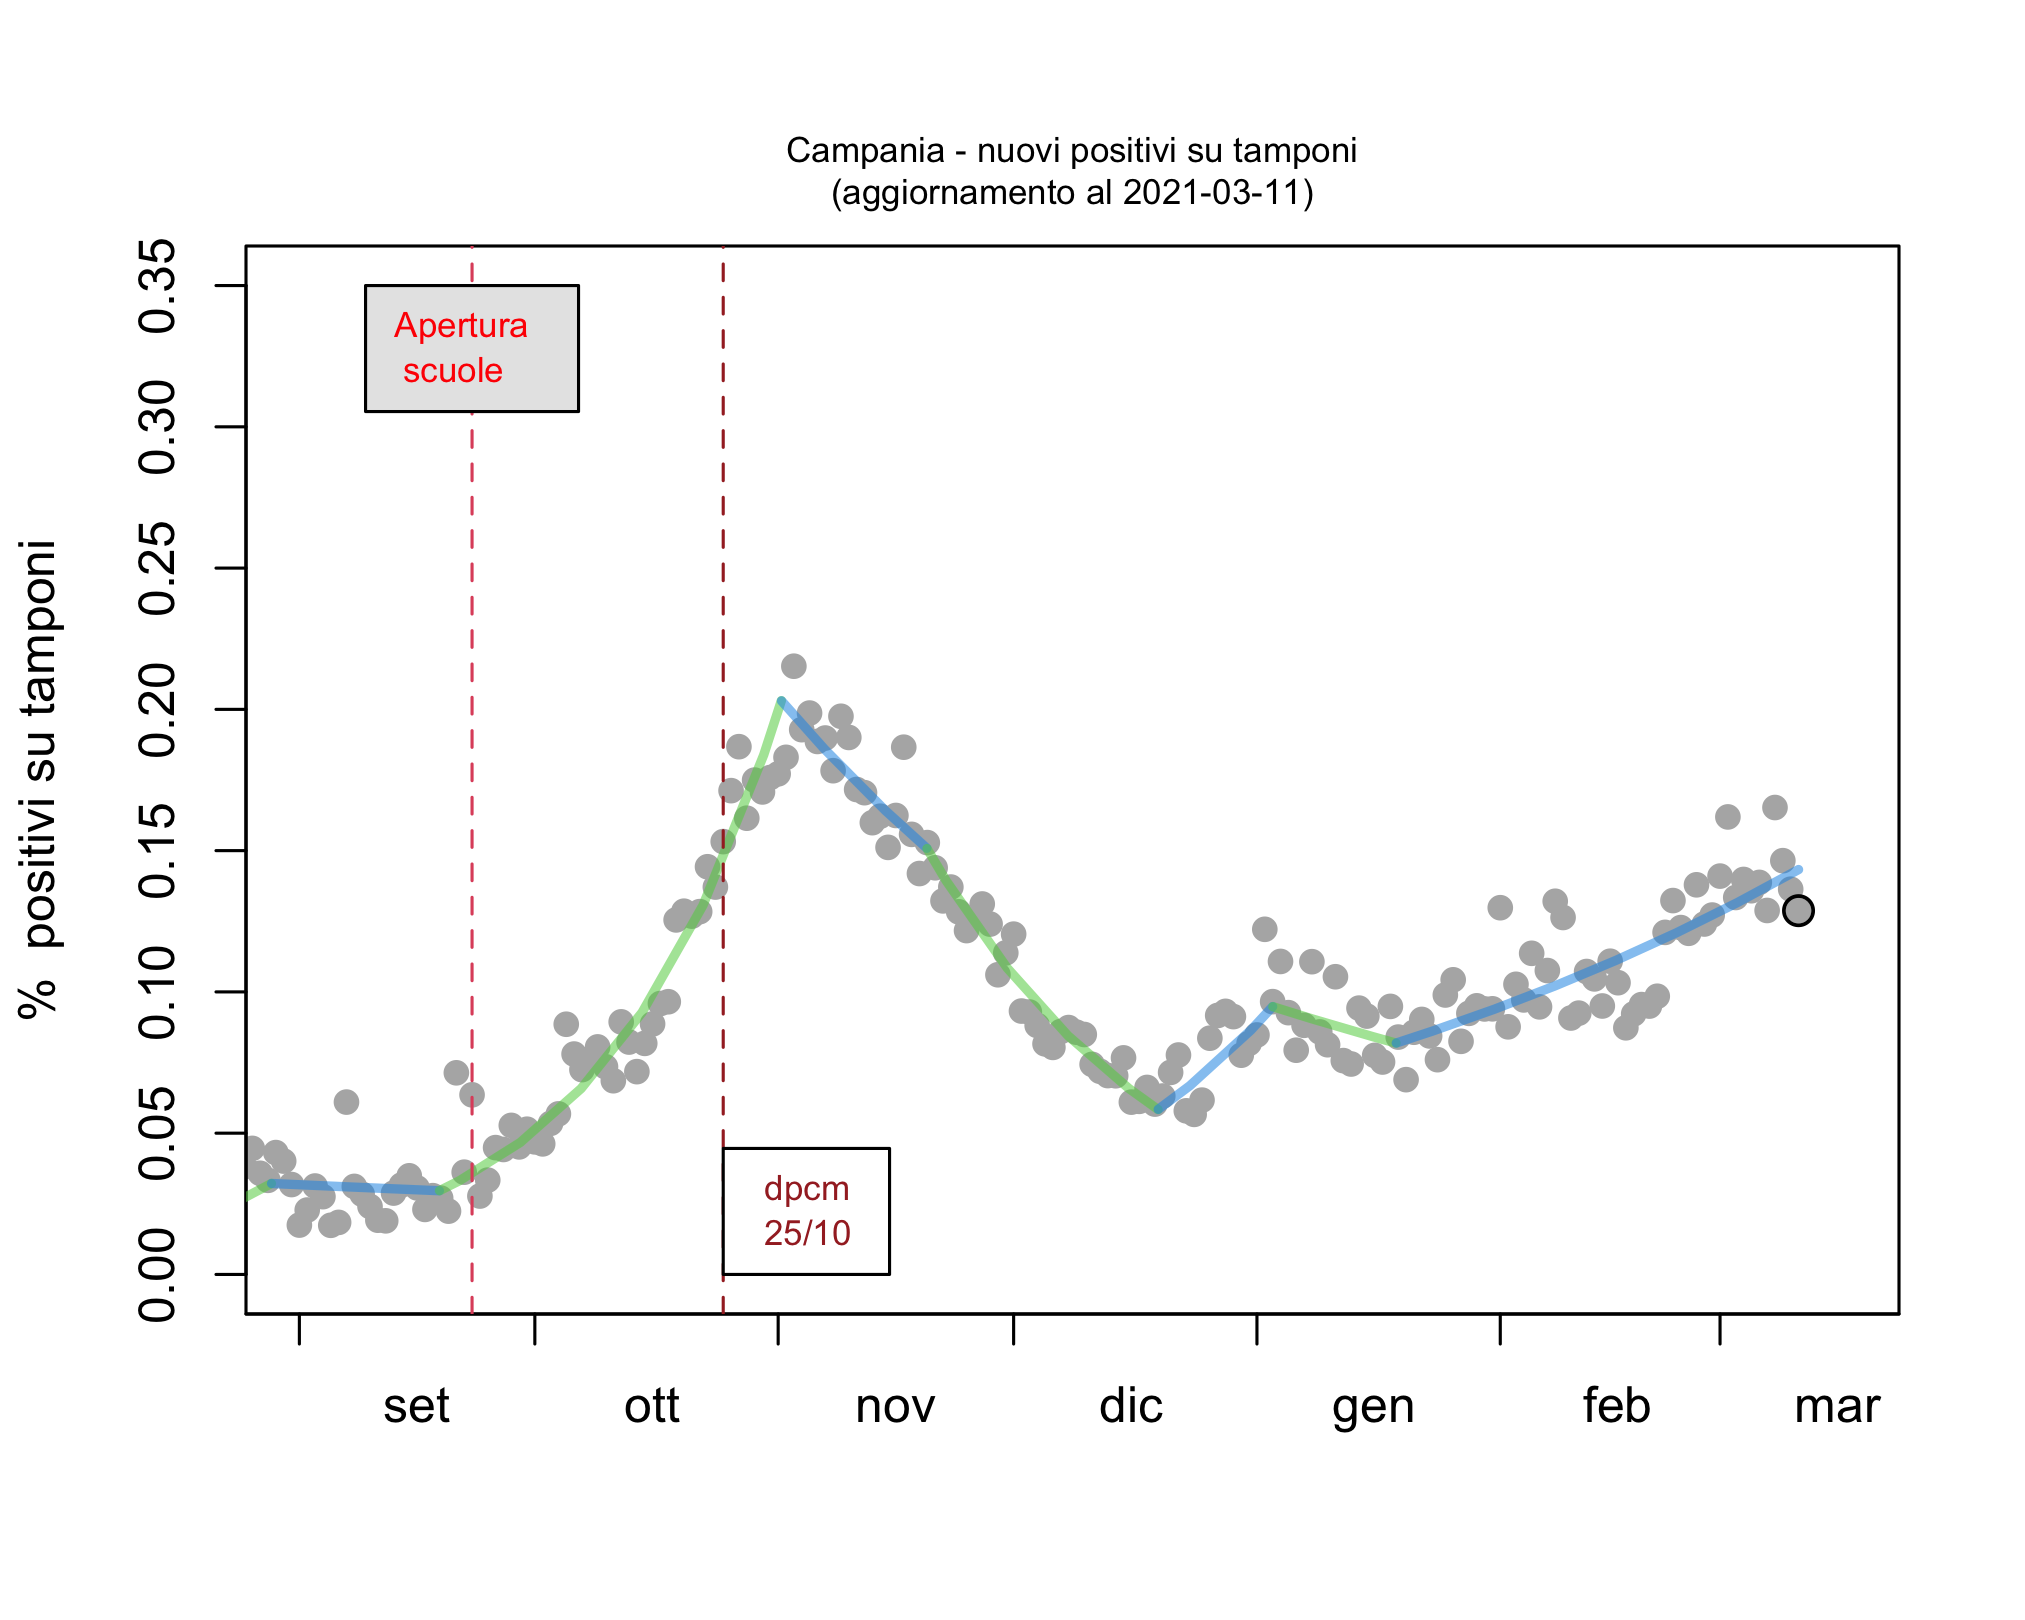 Campania - nuovi positivi su tamponi
(aggiornamento al 2021-03-11)
% positivi su tamponi
0.35
0.30
0.25
0.20
0.15
0.10
0.05
0.00
Apertura
scuole
dpcm
25/10
set ott nov dic gen feb mar